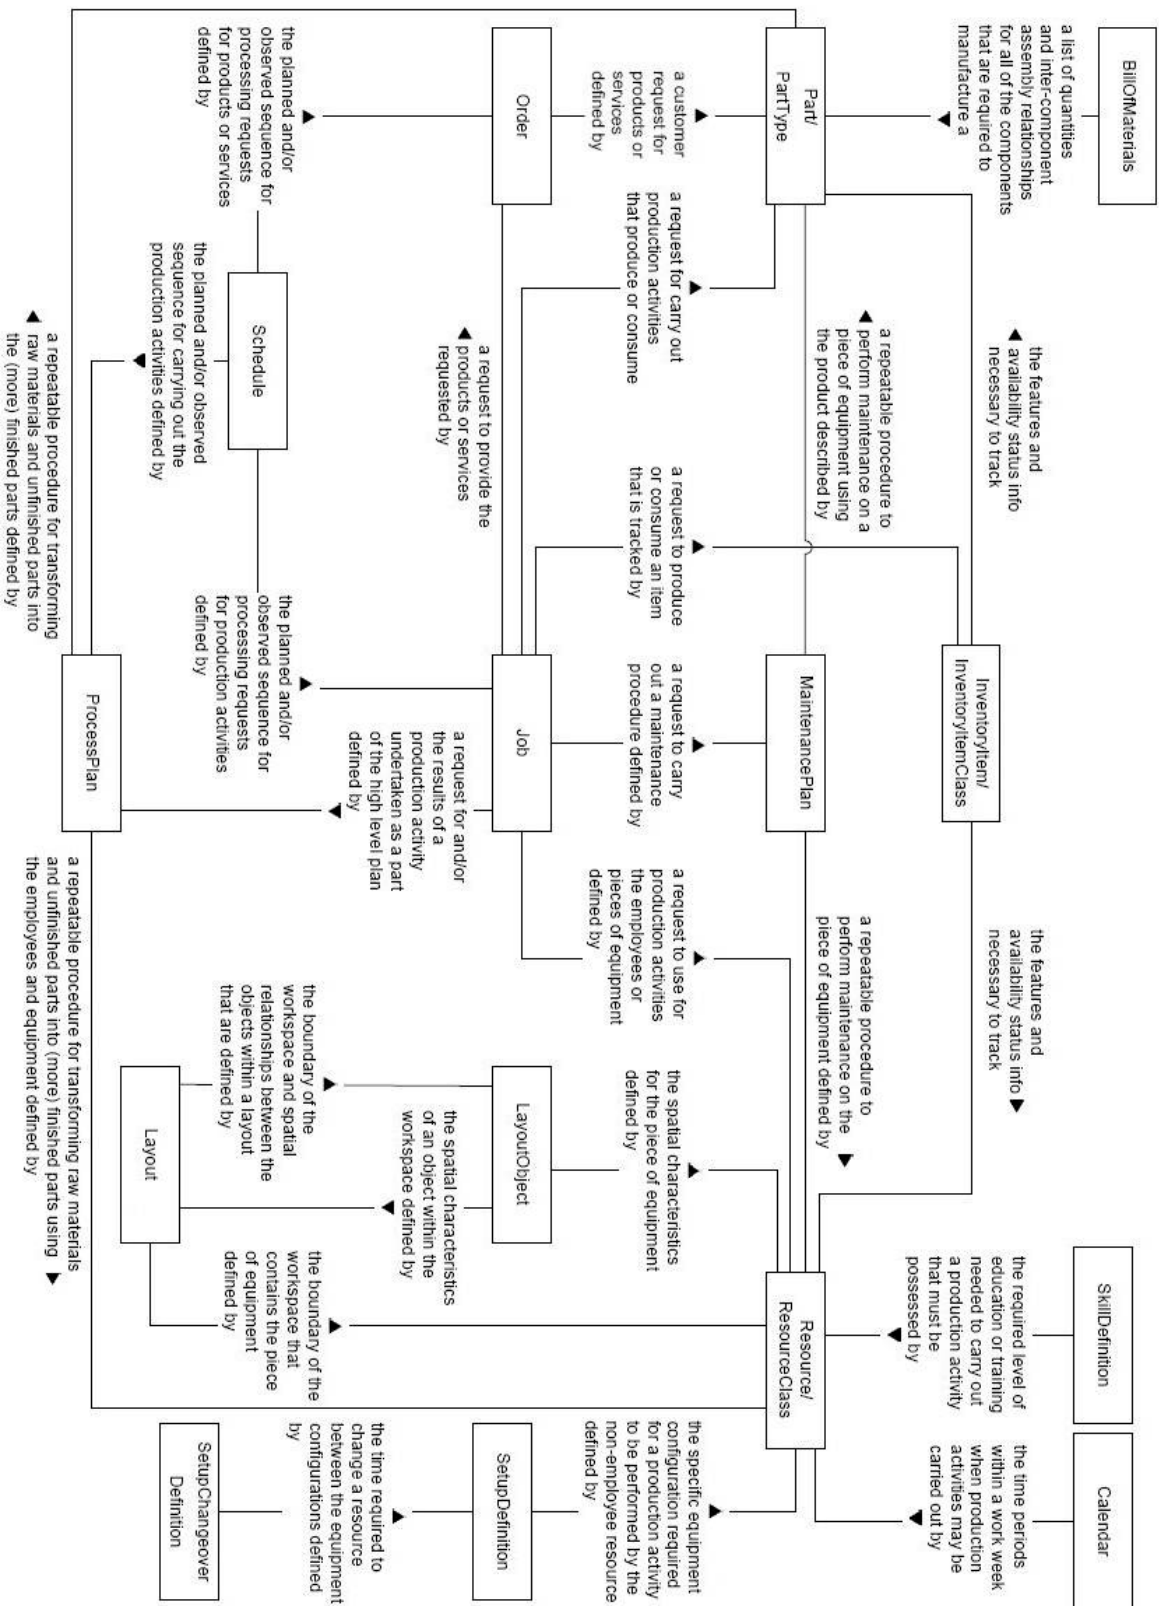 BillOfMaterials
a list of quantities
and inter-component
assembly relationships
for all of the components
that are required to
manufacture a
the features and
availability status info
necessary to track
InventoryItem/
InventoryItemClass
the features and
availability status info
necessary to track
SkillDefinition
the required level of
education or training
needed to carry out
a production activity
that must be
possessed by
Calendar
the time periods
within a work week
when production
activities may be
carried out by
Part/
PartType
a repeatable procedure to
perform maintenance on a
piece of equipment using
the product described by
MaintenancePlan
a repeatable procedure to
perform maintenance on the
piece of equipment defined by
Resource/
ResourceClass
a customer
request for
products or
services
defined by
a request for carry out
production activities
that produce or consume
a request to produce
or consume an item
that is tracked by
a request to carry
out a maintenance
procedure defined by
a request to use for
production activities
the employees or
pieces of equipment
defined by
the spatial characteristics
for the piece of equipment
defined by
the specific equipment
configuration required
for a production activity
to be performed by the
non-employee resource
defined by
Order
a request to provide the
products or services
requested by
Job
a request for and/or
the results of a
production activity
undertaken as a part
of the high level plan
defined by
LayoutObject
the spatial characteristics
of an object within the
workspace defined by
SetupDefinition
the planned and/or
observed sequence for
processing requests
for products or services
defined by
Schedule
the planned and/or observed
sequence for carrying out the
production activities defined by
the planned and/or
observed sequence for
processing requests
for production activities
defined by
the boundary of the
workspace and spatial
relationships between the
objects within a layout
that are defined by
the boundary of the
workspace that
contains the piece
of equipment
defined by
the time required to
change a resource
between the equipment
configurations defined
by
Layout
SetupChangeover
Definition
ProcessPlan
a repeatable procedure for transforming
raw materials and unfinished parts into
the (more) finished parts defined by
a repeatable procedure for transforming raw materials
and unfinished parts into (more) finished parts using
the employees and equipment defined by